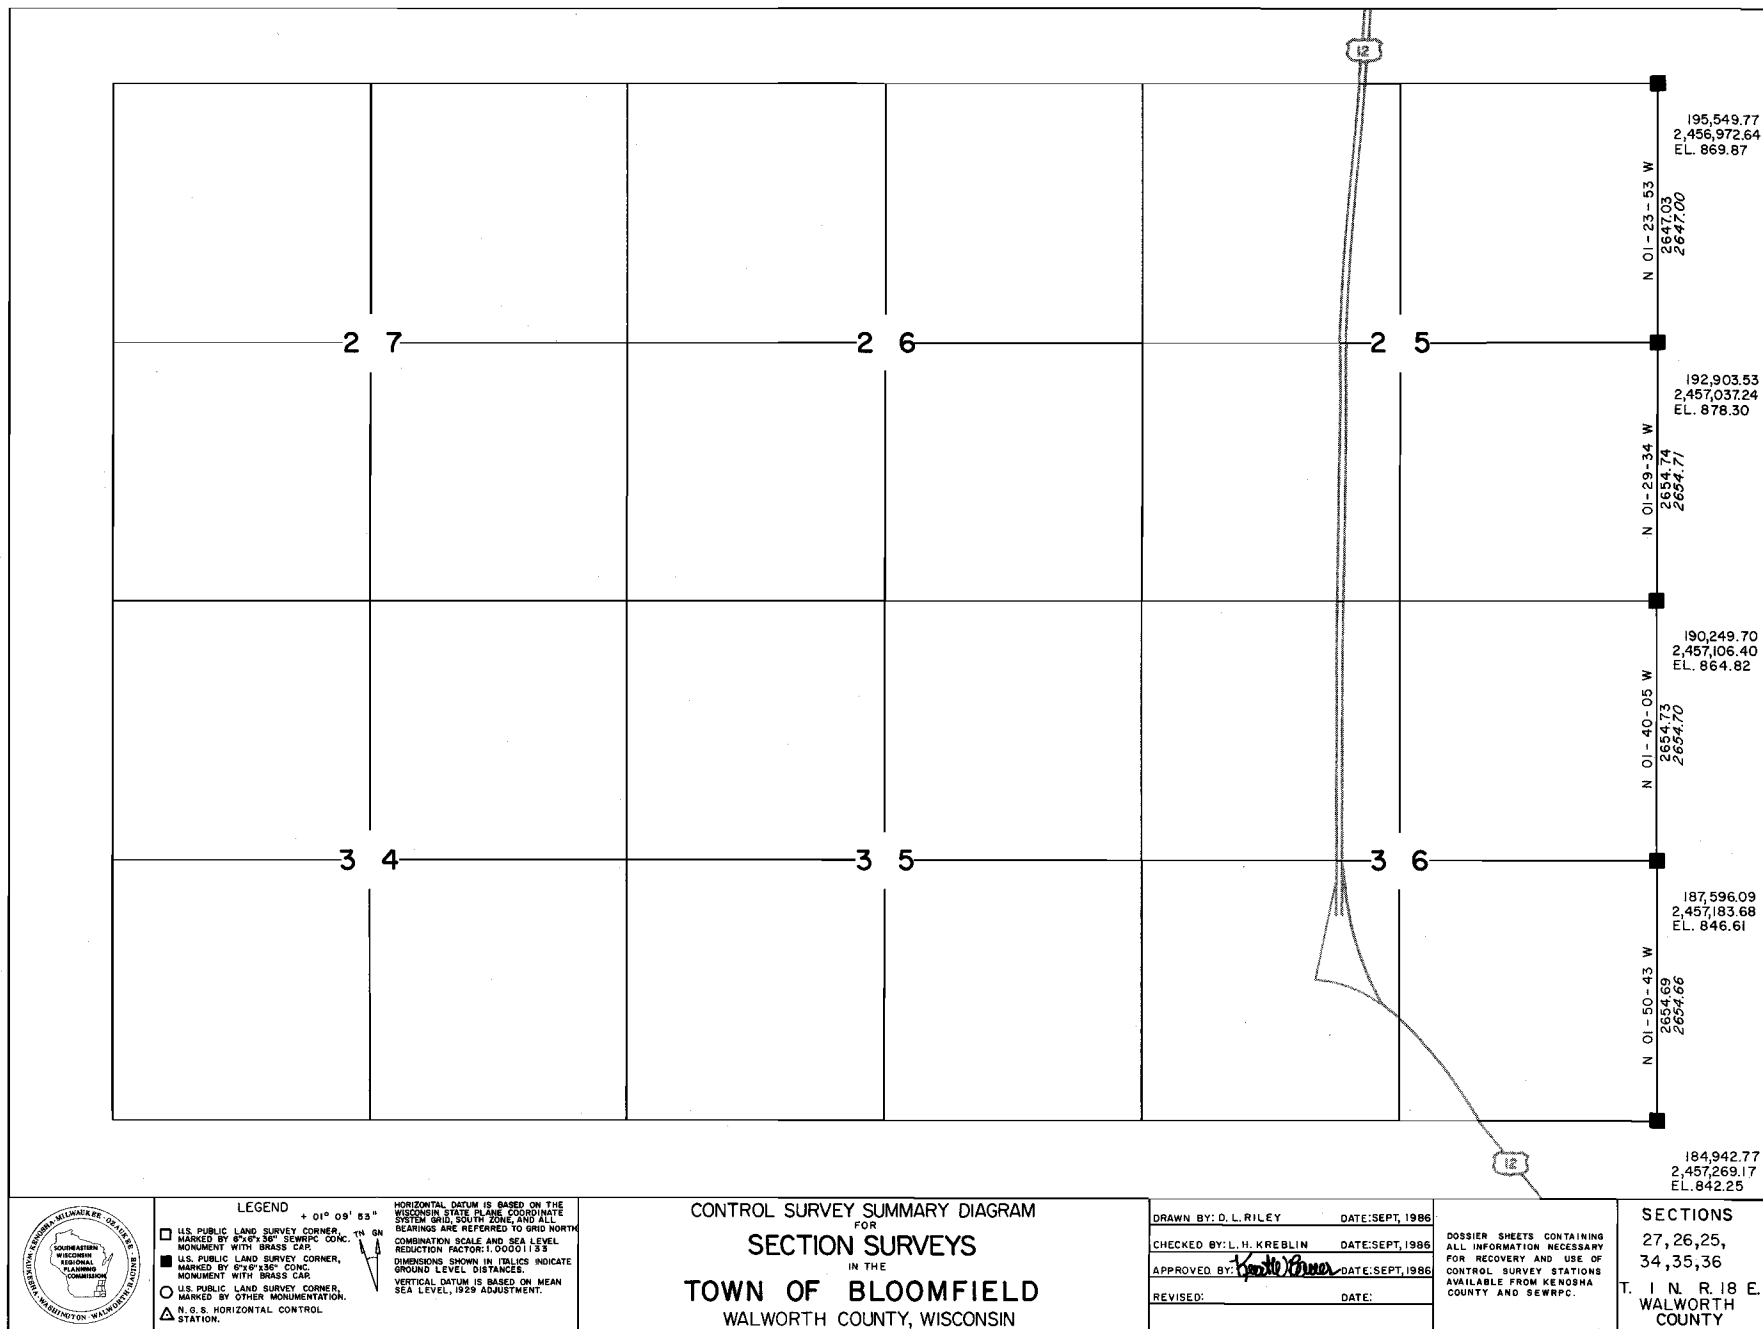 12
195,549.77
2,456,972.64
EL. 869.87
N 01-23-53 W
2647.03
2647.00
2 7
2 6
2 5
192,903.53
2,457,037.24
EL. 878.30
N 01-29-34 W
2654.74
2654.71
190,249.70
2,457,106.40
EL. 864.82
N 01-40-05 W
2654.73
2654.70
3 4
3 5
3 6
187,596.09
2,457,183.68
EL. 846.61
N 01-50-43 W
2654.69
2654.66
12
184,942.77
2,457,269.17
EL. 842.25
SOUTHEASTERN
WISCONSIN
REGIONAL
PLANNING
COMMISSION
KENOSHA · MILWAUKEE · OZAUKEE · RACINE · WALWORTH · WASHINGTON · WAUKESHA
LEGEND
+ 01° 09' 53"
TN GN
U.S. PUBLIC LAND SURVEY CORNER,
MARKED BY 6"x6"x36" SEWRPC CONC.
MONUMENT WITH BRASS CAP.
U.S. PUBLIC LAND SURVEY CORNER,
MARKED BY 6"x6"x36" CONC.
MONUMENT WITH BRASS CAP.
U.S. PUBLIC LAND SURVEY CORNER,
MARKED BY OTHER MONUMENTATION.
N.G.S. HORIZONTAL CONTROL
STATION.
HORIZONTAL DATUM IS BASED ON THE
WISCONSIN STATE PLANE COORDINATE
SYSTEM GRID, SOUTH ZONE, AND ALL
BEARINGS ARE REFERRED TO GRID NORTH
COMBINATION SCALE AND SEA LEVEL
REDUCTION FACTOR: 1.00001133
DIMENSIONS SHOWN IN ITALICS INDICATE
GROUND LEVEL DISTANCES.
VERTICAL DATUM IS BASED ON MEAN
SEA LEVEL, 1929 ADJUSTMENT.
CONTROL SURVEY SUMMARY DIAGRAM
FOR
SECTION SURVEYS
IN THE
TOWN OF BLOOMFIELD
WALWORTH COUNTY, WISCONSIN
DRAWN BY: D. L. RILEY DATE: SEPT, 1986
CHECKED BY: L. H. KREBLIN DATE: SEPT, 1986
APPROVED BY: DATE: SEPT, 1986
REVISED: DATE:
DOSSIER SHEETS CONTAINING
ALL INFORMATION NECESSARY
FOR RECOVERY AND USE OF
CONTROL SURVEY STATIONS
AVAILABLE FROM KENOSHA
COUNTY AND SEWRPC.
SECTIONS
27, 26, 25,
34, 35, 36
T. 1 N. R. 18 E.
WALWORTH
COUNTY